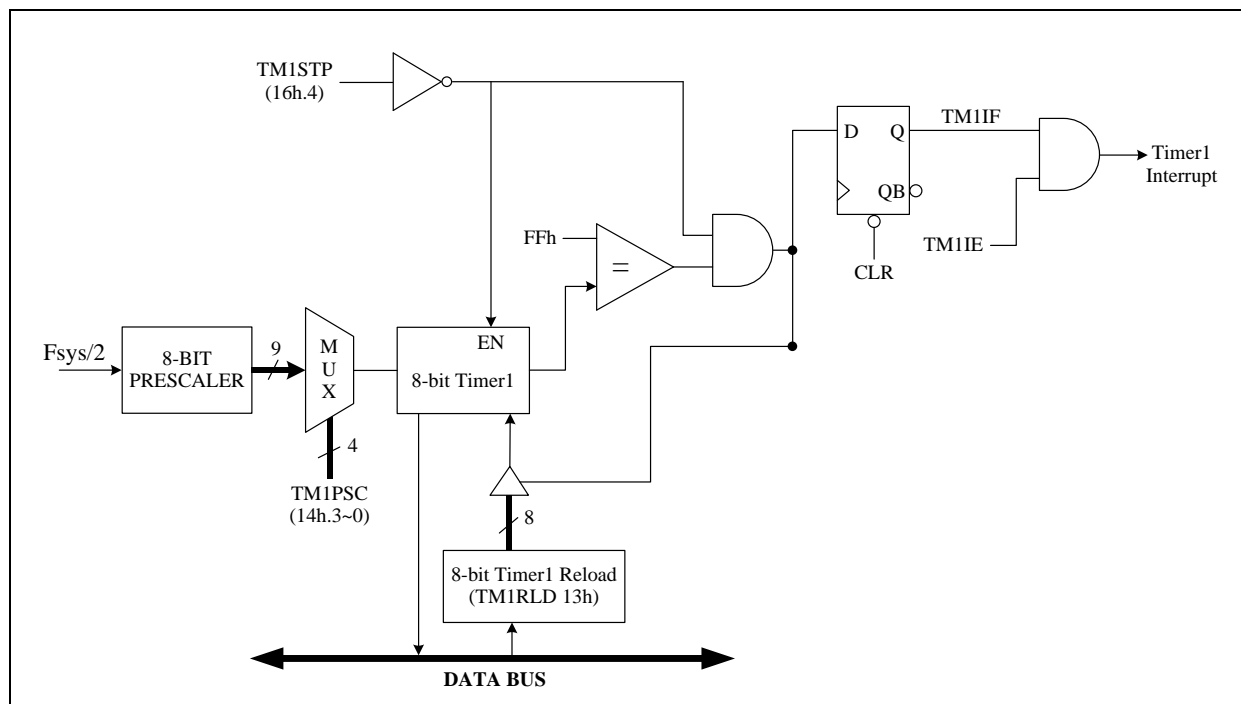 TM1STP
(16h.4)
D
Q
TM1IF
QB
Timer1
Interrupt
TM1IE
CLR
FFh
=
Fsys/2
8-BIT
PRESCALER
9
M
U
X
EN
8-bit Timer1
4
TM1PSC
(14h.3~0)
8
8-bit Timer1 Reload
(TM1RLD 13h)
DATA BUS